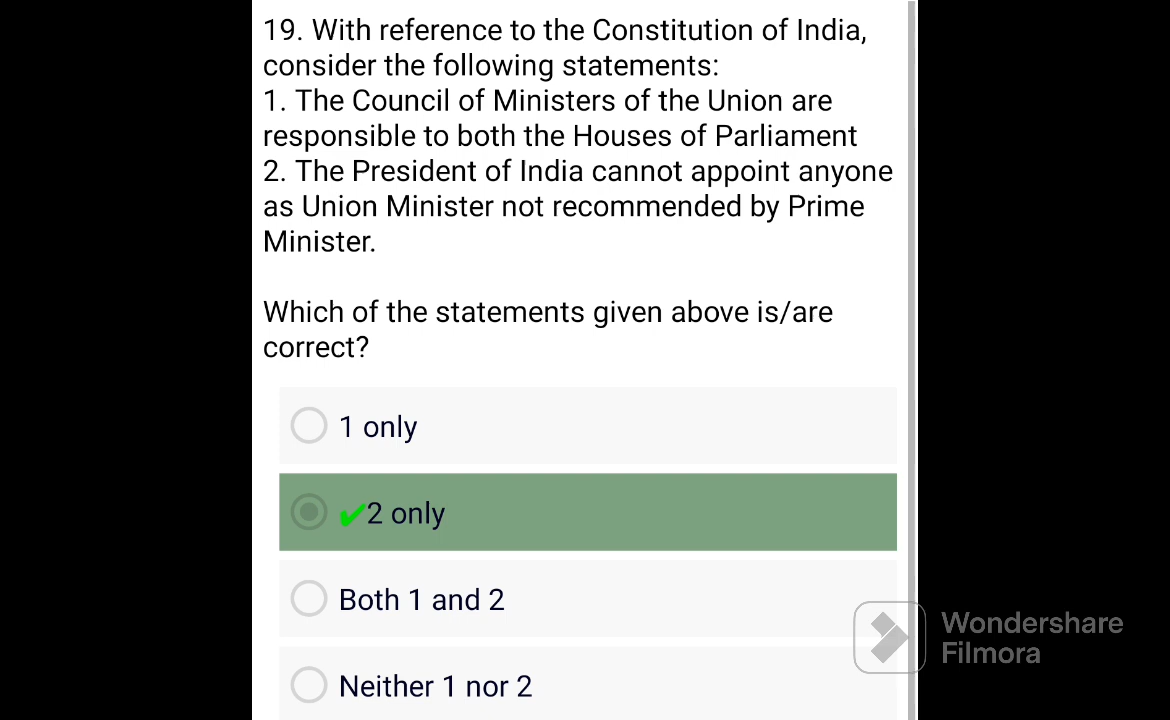 19. With reference to the Constitution of India,
consider the following statements:
1. The Council of Ministers of the Union are
responsible to both the Houses of Parliament
2. The President of India cannot appoint anyone
as Union Minister not recommended by Prime
Minister.
Which of the statements given above is/are
correct?
1 only
✔2 only
Both 1 and 2
Neither 1 nor 2
Wondershare
Filmora